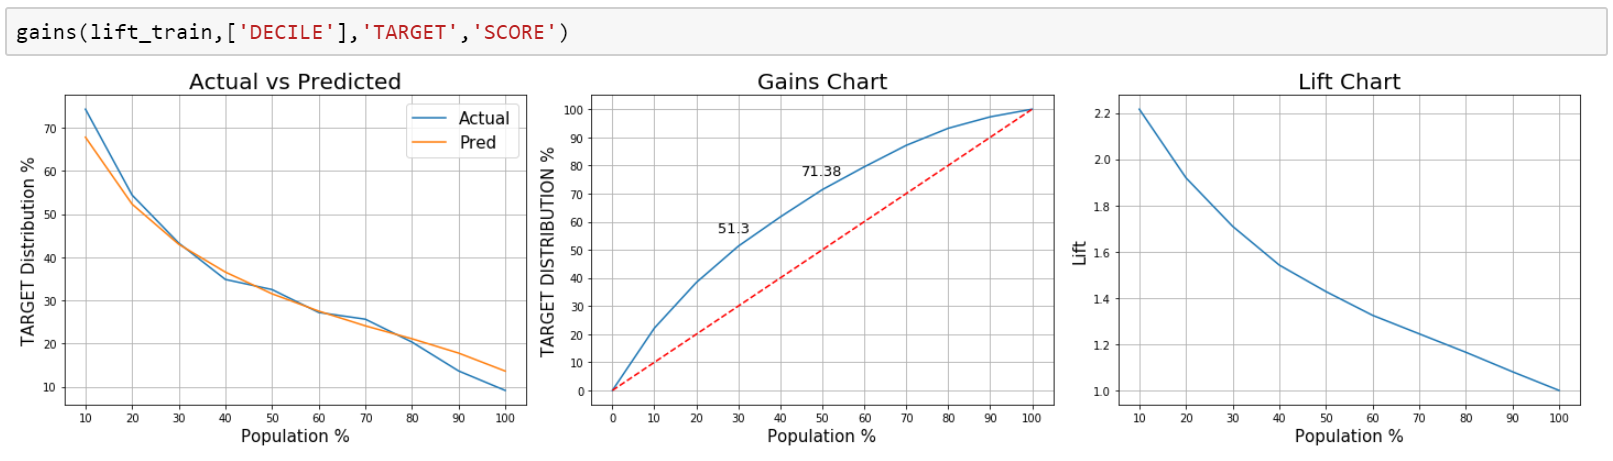 gains(lift_train,['DECILE'],'TARGET','SCORE')
Actual vs Predicted
TARGET Distribution %
70
60
50
40
30
20
10
Actual
Pred
10 20 30 40 50 60 70 80 90 100
Population %
Gains Chart
TARGET DISTRIBUTION %
100
90
80
70
60
50
40
30
20
10
0
71.38
51.3
0 10 20 30 40 50 60 70 80 90 100
Population %
Lift Chart
Lift
2.2
2.0
1.8
1.6
1.4
1.2
1.0
10 20 30 40 50 60 70 80 90 100
Population %